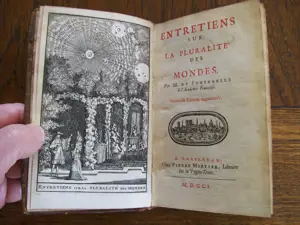 ENTRETIENS SUR LA PLURALITÉ DES MONDES
ENTRETIENS
SUR
LA PLURALITÉ
DES
MONDES.
Par M. DE FONTENELLE
de l'Academie Françoise.
A AMSTERDAM,
Chez PIERRE MORTIER, Libraire
M. DCCI.